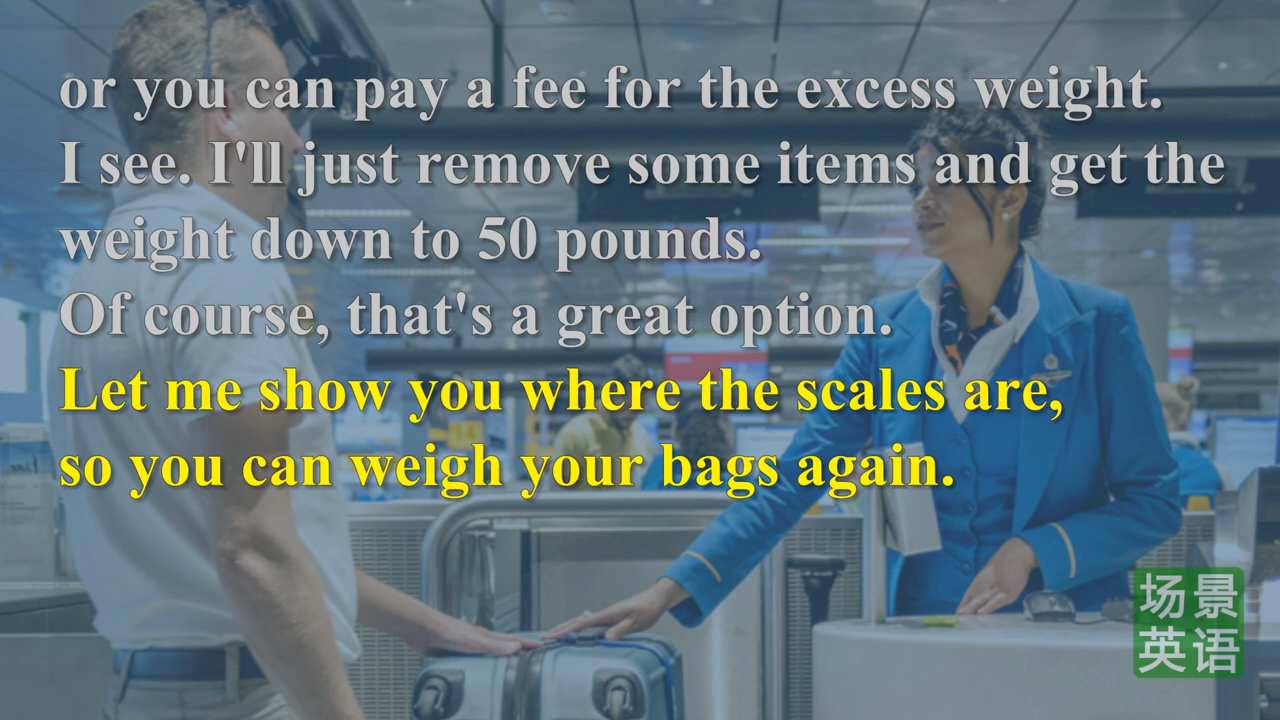 or you can pay a fee for the excess weight.
I see. I'll just remove some items and get the
weight down to 50 pounds.
Of course, that's a great option.
Let me show you where the scales are,
so you can weigh your bags again.
场景
英语